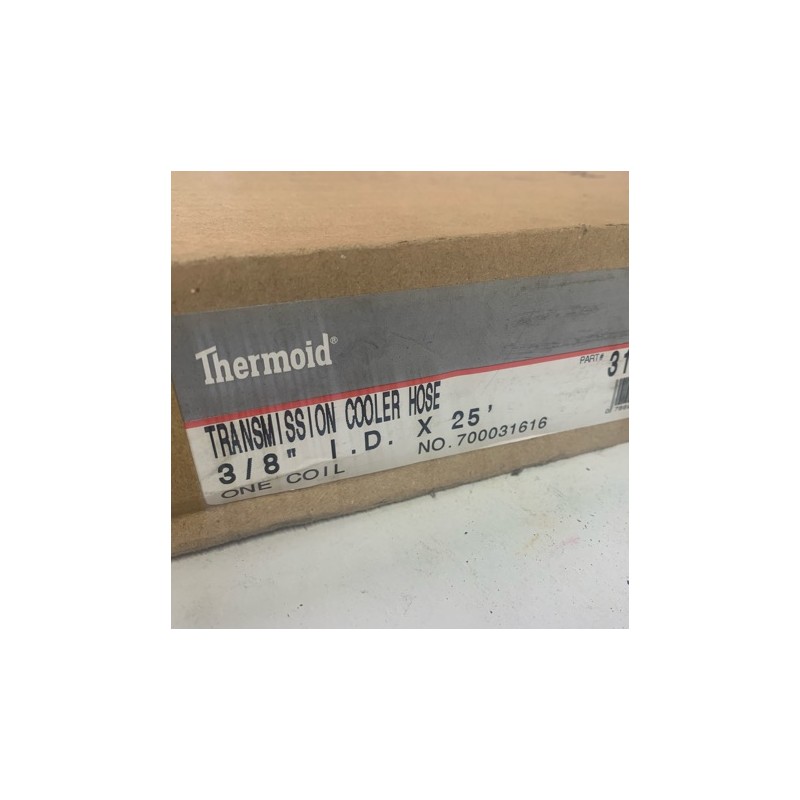 Thermoid®
PART# 31
TRANSMISSION COOLER HOSE
3/8" I.D. X 25'
ONE COIL NO.700031616